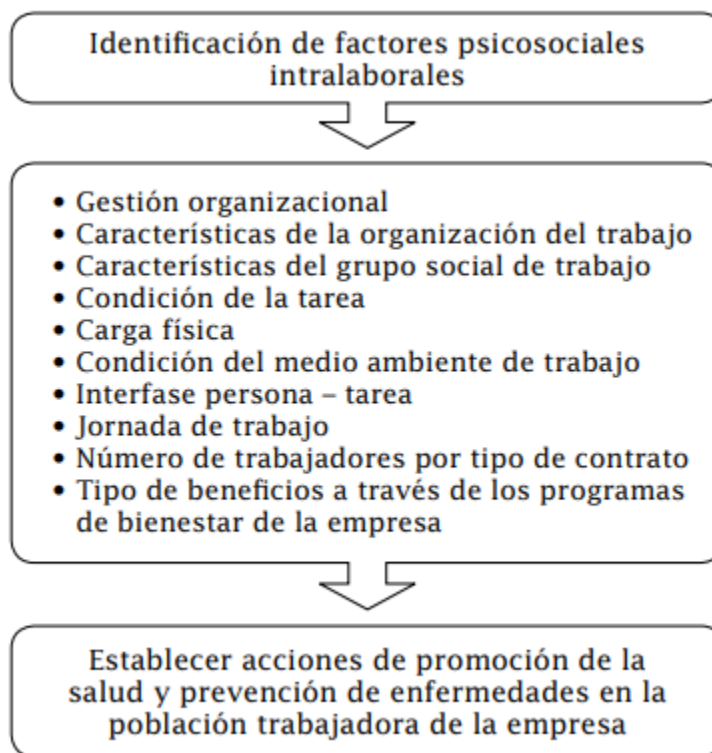 Identificación de factores psicosociales
intralaborales
• Gestión organizacional
• Características de la organización del trabajo
• Características del grupo social de trabajo
• Condición de la tarea
• Carga física
• Condición del medio ambiente de trabajo
• Interfase persona – tarea
• Jornada de trabajo
• Número de trabajadores por tipo de contrato
• Tipo de beneficios a través de los programas
de bienestar de la empresa
Establecer acciones de promoción de la
salud y prevención de enfermedades en la
población trabajadora de la empresa